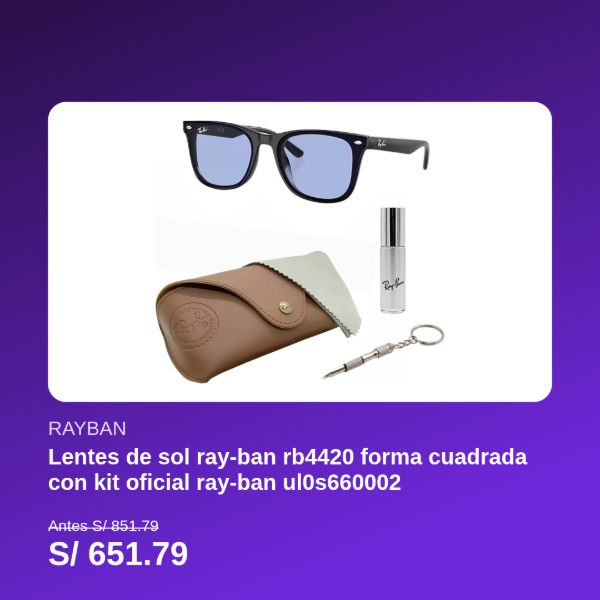 Ray-Ban
Ray-Ban
RAYBAN
Lentes de sol ray-ban rb4420 forma cuadrada
con kit oficial ray-ban ul0s660002
Antes S/ 851.79
S/ 651.79